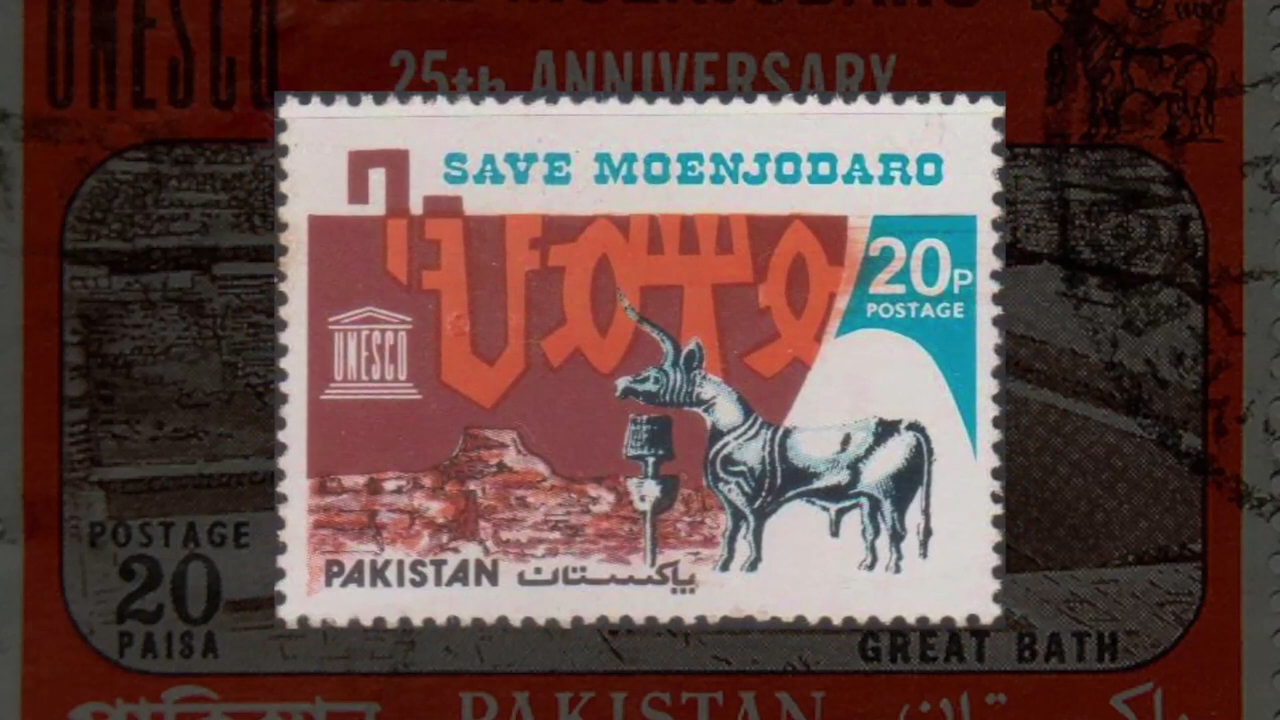 UNESCO
25th ANNIVERSARY
SAVE MOENJODARO
20P
POSTAGE
UNESCO
PAKISTAN پاکستان
POSTAGE
20
PAISA
GREAT BATH
PAKISTAN